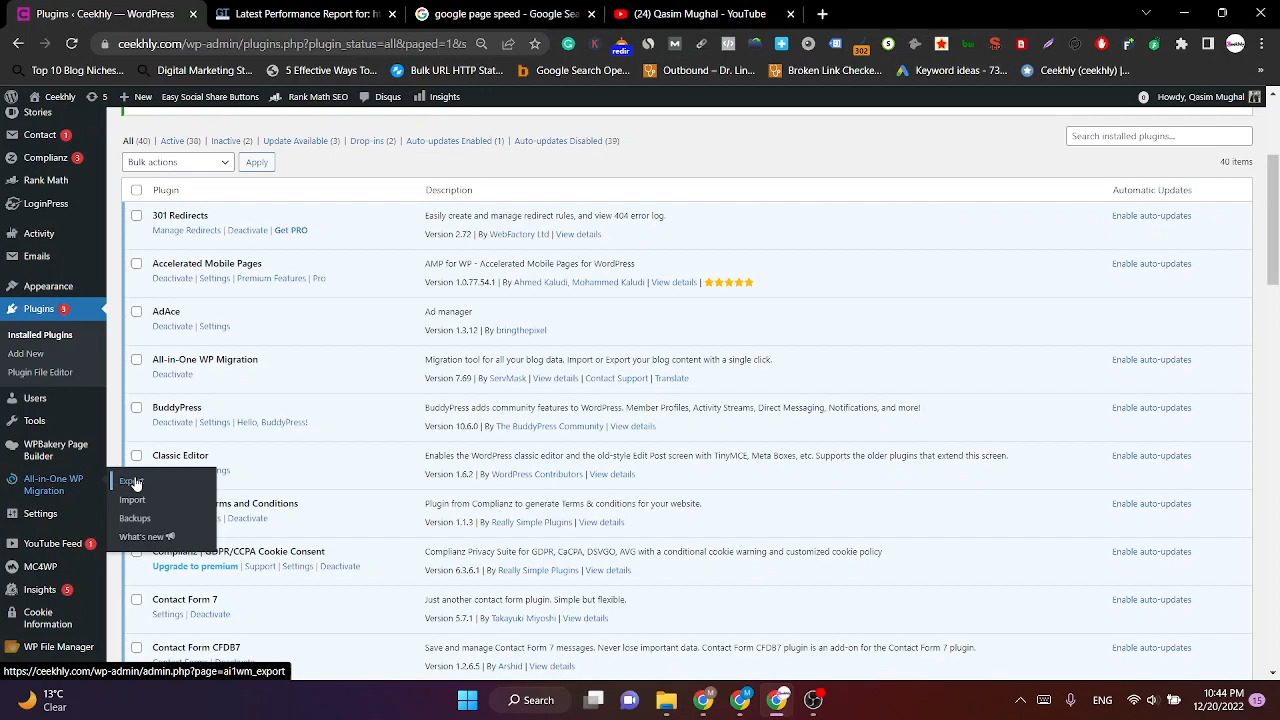 Plugins ‹ Ceekhly — WordPress
Latest Performance Report for: ht
google page speed - Google Sea
(24) Qasim Mughal - YouTube
ceekhly.com/wp-admin/plugins.php?plugin_status=all&paged=1&s
redir
302
Top 10 Blog Niches...
Digital Marketing...
5 Effective Ways To...
Bulk URL HTTP Stat...
Google Search Ope...
Outbound – Dr. Lin...
Broken Link Checke...
Keyword ideas - 73...
Ceekhly (ceekhly) |...
»
Ceekhly
5
New
Easy Social Share Buttons
Rank Math SEO
Disqus
Insights
0
Howdy, Qasim Mughal
Stories
Contact 1
Complianz 3
Rank Math
LoginPress
Activity
Emails
Appearance
Plugins 3
Installed Plugins
Add New
Plugin File Editor
Users
Tools
WPBakery Page
Builder
All-in-One WP
Migration
Settings
YouTube Feed 1
MC4WP
Insights 5
Cookie
Information
WP File Manager
Import
Backups
What's new
All (40) | Active (38) | Inactive (2) | Update Available (3) | Drop-ins (2) | Auto-updates Enabled (1) | Auto-updates Disabled (39)
Search installed plugins...
Bulk actions
Apply
40 items
Plugin Description Automatic Updates
301 Redirects Easily create and manage redirect rules, and view 404 error log. Enable auto-updates
Manage Redirects | Deactivate | Get PRO Version 2.72 | By WebFactory Ltd | View details
Accelerated Mobile Pages AMP for WP - Accelerated Mobile Pages for WordPress Enable auto-updates
Deactivate | Settings | Premium Features | Pro Version 1.0.77.54.1 | By Ahmed Kaludi, Mohammed Kaludi | View details |
AdAce Ad manager Enable auto-updates
Deactivate | Settings Version 1.3.12 | By bringthepixel
All-in-One WP Migration Migration tool for all your blog data. Import or Export your blog content with a single click. Enable auto-updates
Deactivate Version 7.69 | By ServMask | View details | Contact Support | Translate
BuddyPress BuddyPress adds community features to WordPress. Member Profiles, Activity Streams, Direct Messaging, Notifications, and more! Enable auto-updates
Deactivate | Settings | Hello, BuddyPress! Version 10.6.0 | By The BuddyPress Community | View details
Classic Editor Enables the WordPress classic editor and the old-style Edit Post screen with TinyMCE, Meta Boxes, etc. Supports the older plugins that extend this screen. Enable auto-updates
Version 1.6.2 | By WordPress Contributors | View details
and Conditions Plugin from Complianz to generate Terms & Conditions for your website. Enable auto-updates
| Deactivate Version 1.1.3 | By Really Simple Plugins | View details
GDPR/CCPA Cookie Consent Complianz Privacy Suite for GDPR, CaCPA, DSVGO, AVG with a conditional cookie warning and customized cookie policy Enable auto-updates
Upgrade to premium | Support | Settings | Deactivate Version 6.3.6.1 | By Really Simple Plugins | View details
Contact Form 7 Just another contact form plugin. Simple but flexible. Enable auto-updates
Settings | Deactivate Version 5.7.1 | By Takayuki Miyoshi | View details
Contact Form CFDB7 Save and manage Contact Form 7 messages. Never lose important data. Contact Form CFDB7 plugin is an add-on for the Contact Form 7 plugin. Enable auto-updates
Version 1.2.6.5 | By Arshid | View details
https://ceekhly.com/wp-admin/admin.php?page=ai1wm_export
13°C
Clear
Search
ENG
10:44 PM
12/20/2022
15